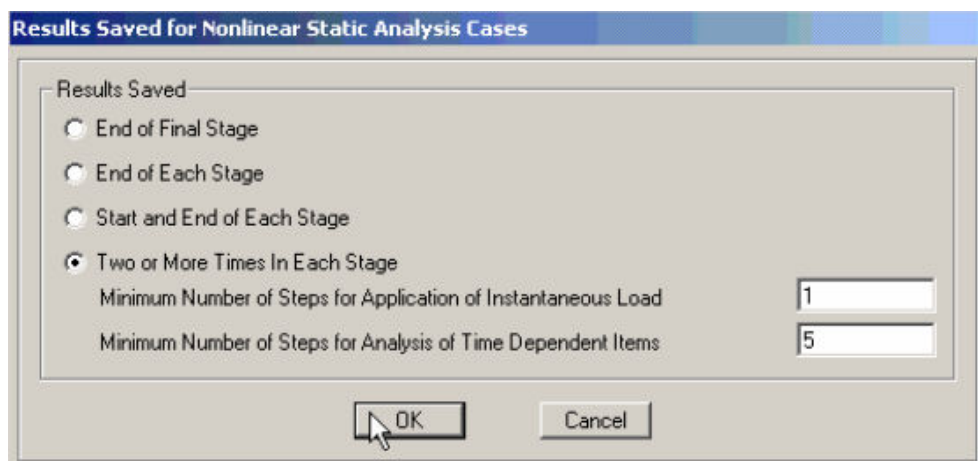 Results Saved for Nonlinear Static Analysis Cases
Results Saved
End of Final Stage
End of Each Stage
Start and End of Each Stage
Two or More Times In Each Stage
Minimum Number of Steps for Application of Instantaneous Load 1
Minimum Number of Steps for Analysis of Time Dependent Items 5
OK Cancel